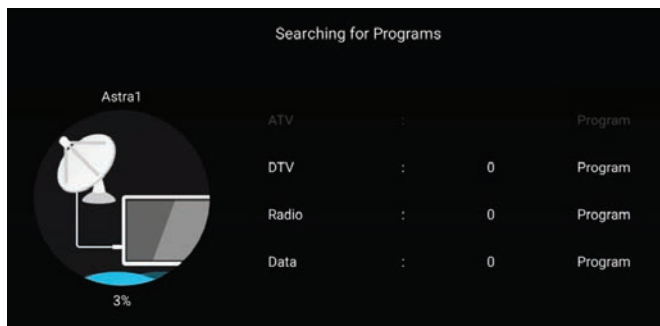 Searching for Programs
Astra1
ATV : Program
DTV : 0 Program
Radio : 0 Program
Data : 0 Program
3%